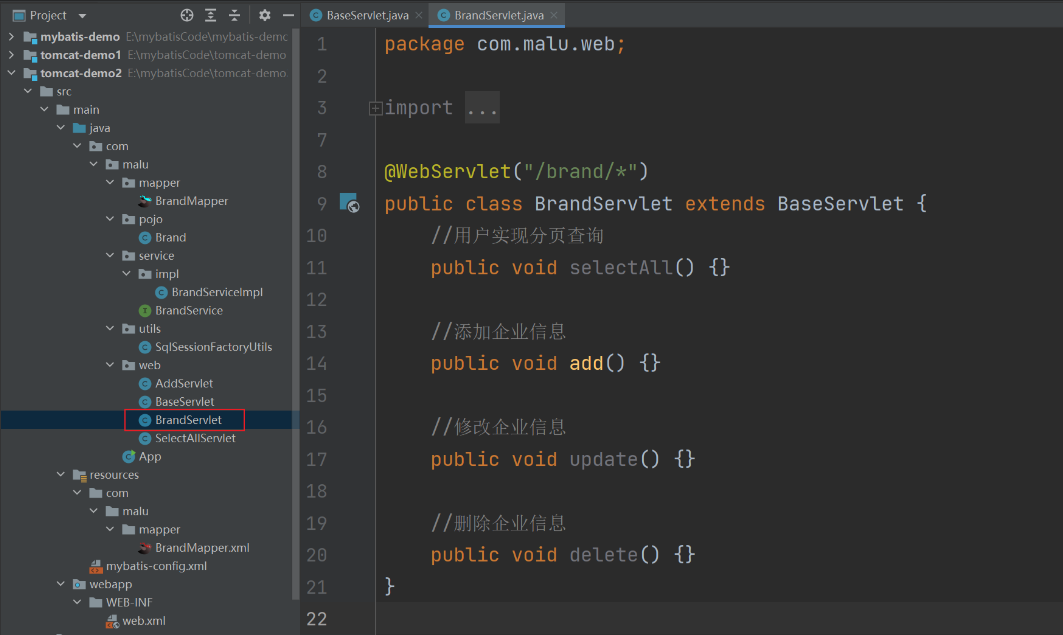 Project
BaseServlet.java
BrandServlet.java
mybatis-demo E:\mybatisCode\mybatis-demo
tomcat-demo1 E:\mybatisCode\tomcat-demo
tomcat-demo2 E:\mybatisCode\tomcat-demo
src
main
java
com
malu
mapper
BrandMapper
pojo
Brand
service
impl
BrandServiceImpl
BrandService
utils
SqlSessionFactoryUtils
web
AddServlet
BaseServlet
BrandServlet
SelectAllServlet
App
resources
com
malu
mapper
BrandMapper.xml
mybatis-config.xml
webapp
WEB-INF
web.xml
1 package com.malu.web;
2
3 import ...
7
8 @WebServlet("/brand/*")
9 public class BrandServlet extends BaseServlet {
10 //用户实现分页查询
11 public void selectAll() {}
12
13 //添加企业信息
14 public void add() {}
15
16 //修改企业信息
17 public void update() {}
18
19 //删除企业信息
20 public void delete() {}
21 }
22